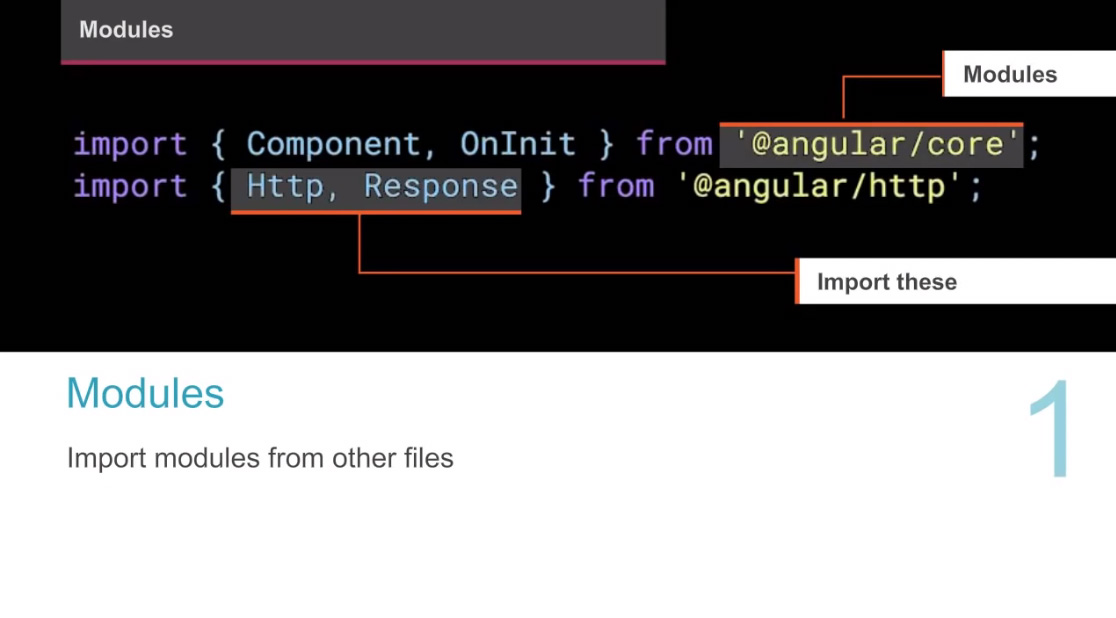 Modules
Modules
import { Component, OnInit } from '@angular/core';
import { Http, Response } from '@angular/http';
Import these
Modules
1
Import modules from other files